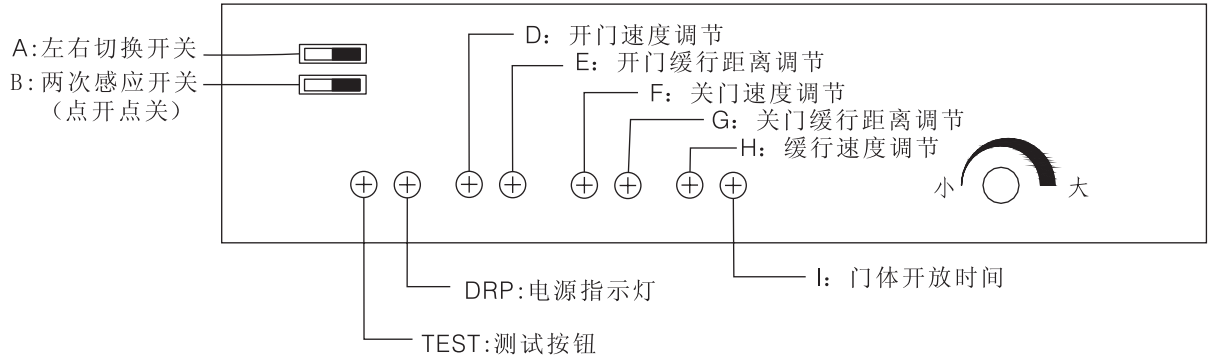 A:左右切换开关
B:两次感应开关
(点开点关)
D：开门速度调节
E：开门缓行距离调节
F：关门速度调节
G：关门缓行距离调节
H：缓行速度调节
小 大
I：门体开放时间
DRP:电源指示灯
TEST:测试按钮